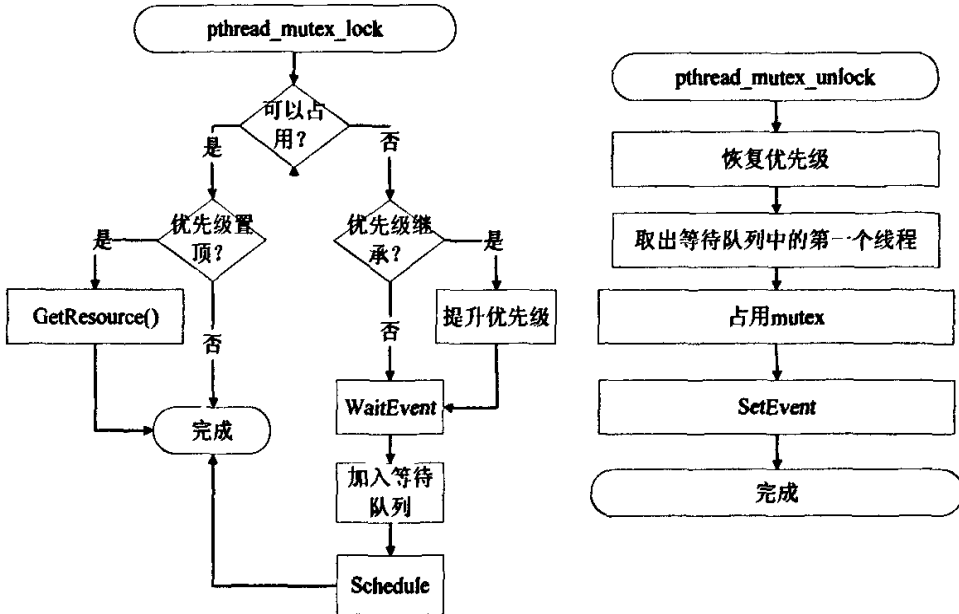 pthread_mutex_lock
可以占
用?
是
否
优先级置
顶?
优先级继
承?
是
是
GetResource()
提升优先级
否
否
WaitEvent
完成
加入等待
队列
Schedule
pthread_mutex_unlock
恢复优先级
取出等待队列中的第一个线程
占用mutex
SetEvent
完成